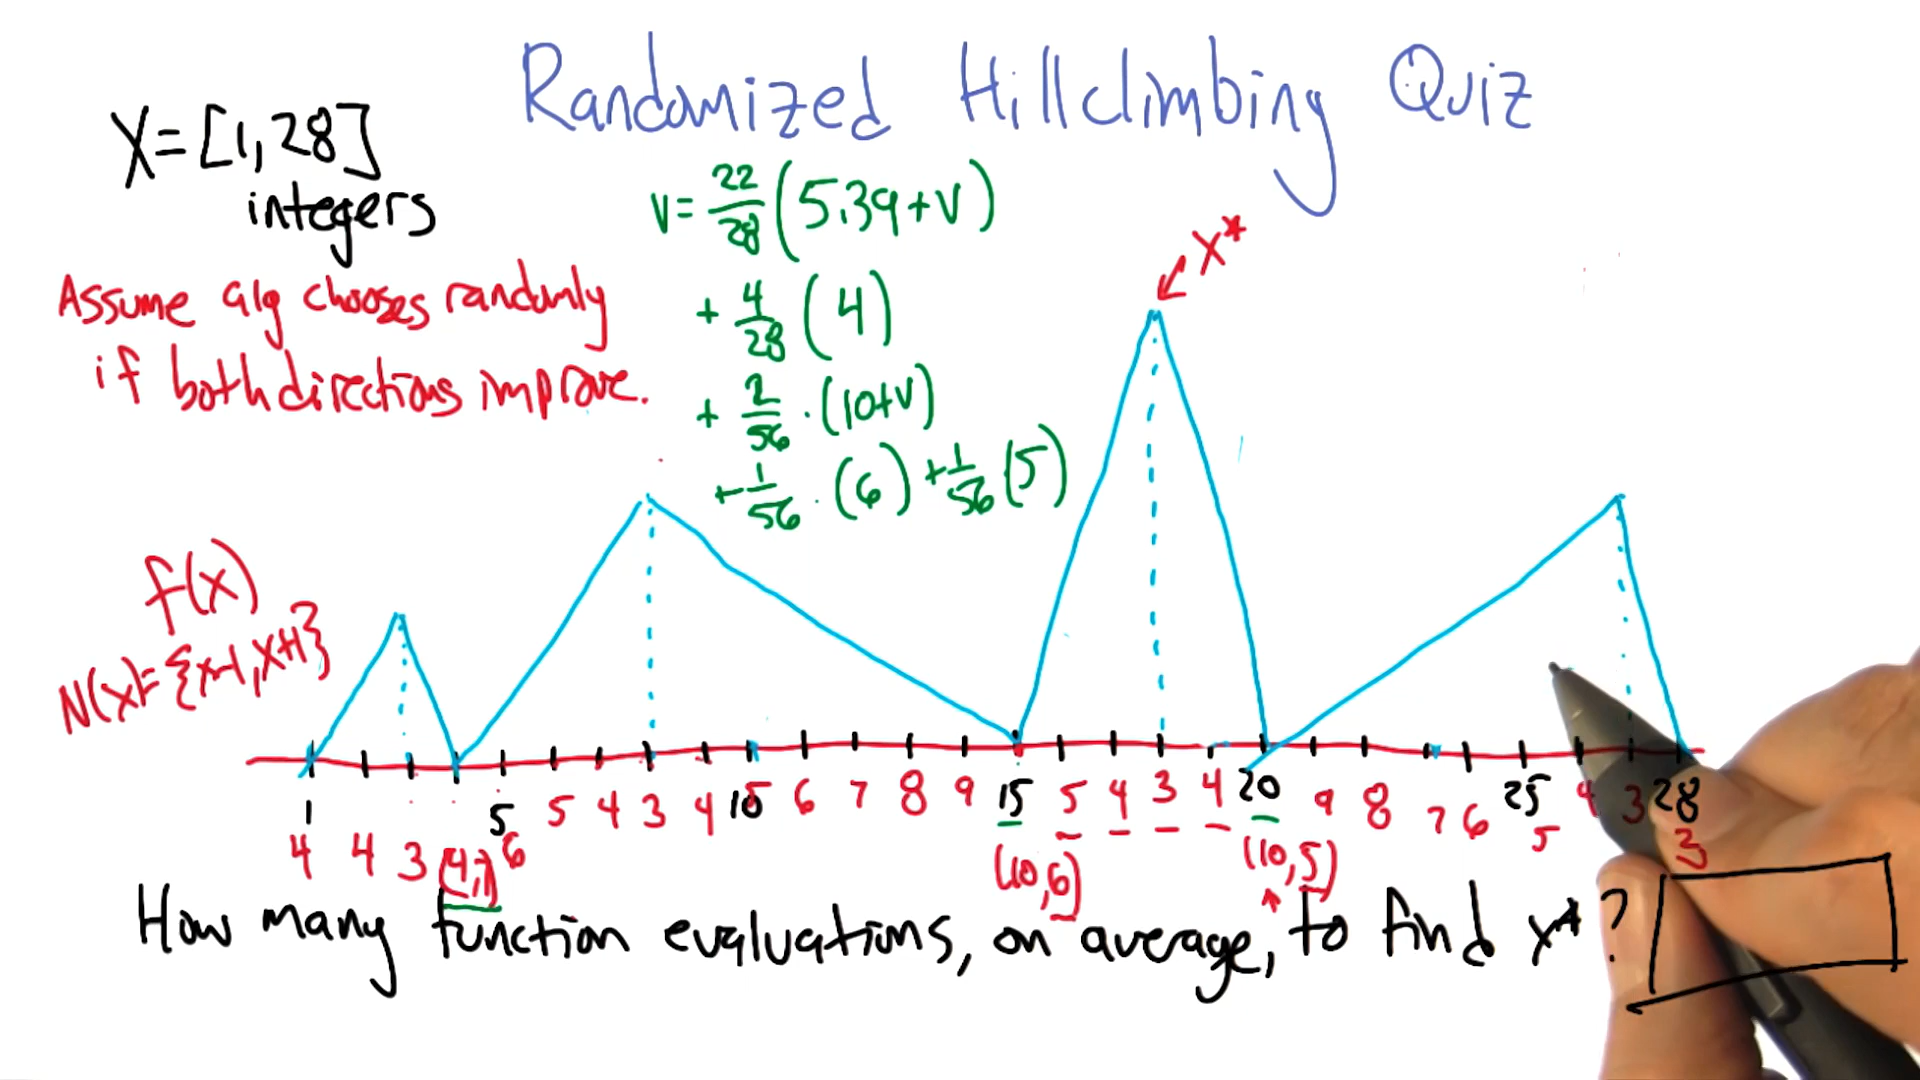 Randomized Hillclimbing Quiz
X=[1,28]
integers
Assume alg chooses randomly
if both directions improve.
v= 22/28 (5.39+v)
+ 4/28 (4)
+ 2/56 · (10+v)
+ 1/56 · (6) + 1/56 (5)
x*
f(x)
N(x)={x-1,x+1}
1 5 10 15 20 25 28
4 4 3 (4,7) 6 5 4 3 4 5 6 7 8 9 (10,6) 5 4 3 4 (10,5) 9 8 7 6 5 4 3 3
How many function evaluations, on average, to find x*?